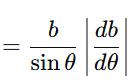 = \frac{b}{\sin\theta} \left| \frac{db}{d\theta} \right|